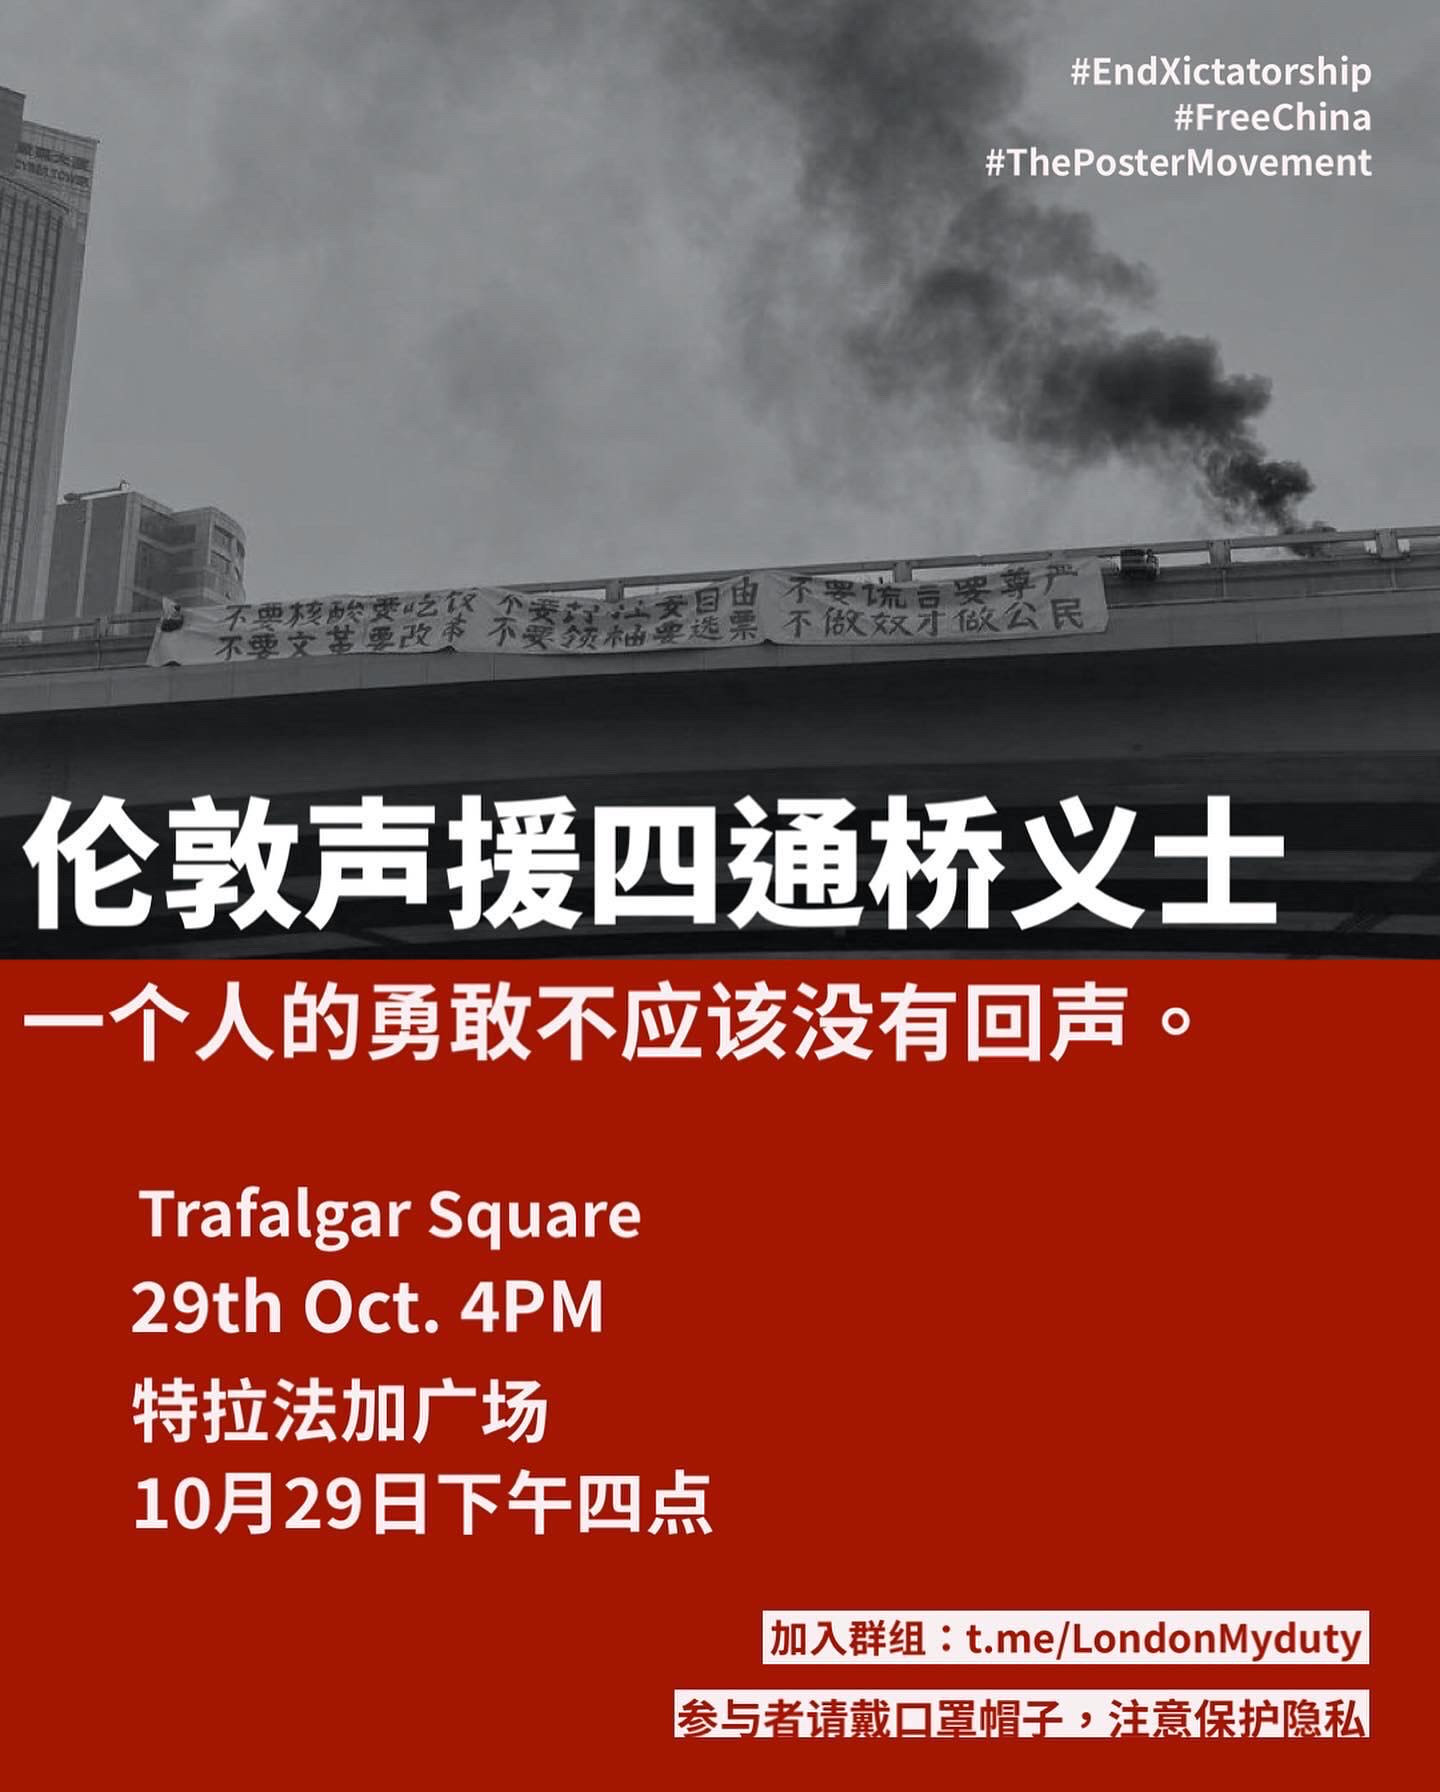 #EndXictatorship
#FreeChina
#ThePosterMovement
不要核酸要吃饭 不要封 要自由 不要谎言要尊严
不要文革要改革 不要领袖要选票 不做奴才做公民
伦敦声援四通桥义士
一个人的勇敢不应该没有回声。
Trafalgar Square
29th Oct. 4PM
特拉法加广场
10月29日下午四点
加入群组：t.me/LondonMyduty
参与者请戴口罩帽子，注意保护隐私